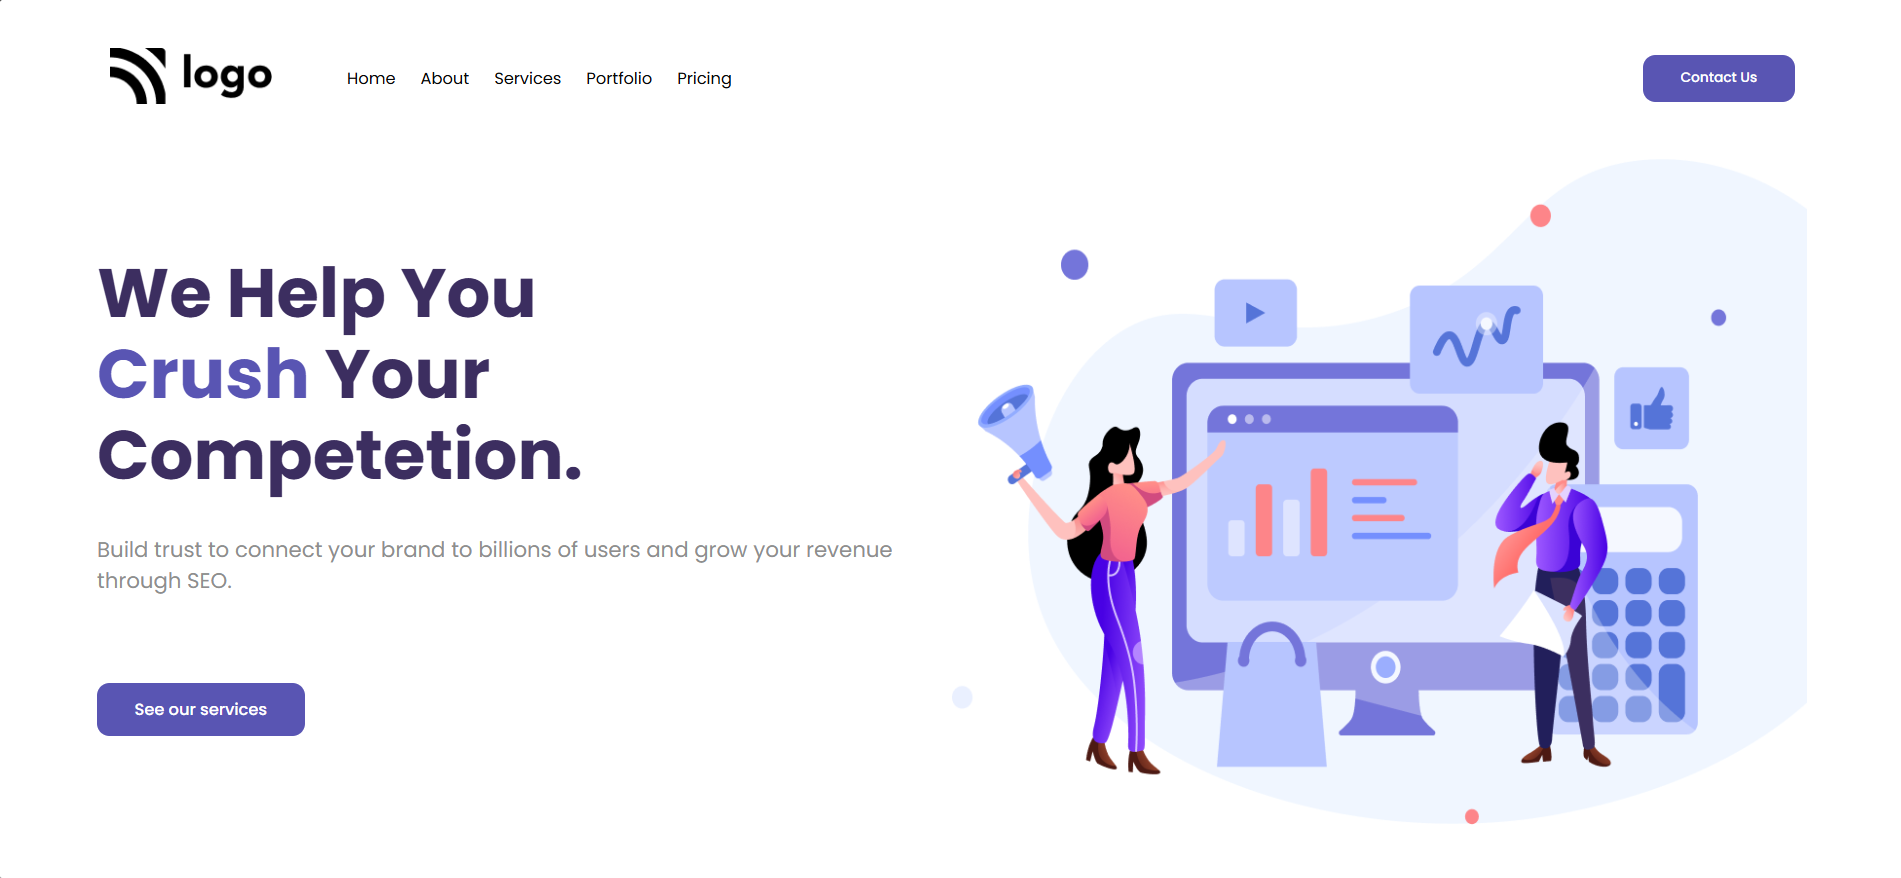 logo
Home About Services Portfolio Pricing
Contact Us
We Help You
Crush Your
Competetion.
Build trust to connect your brand to billions of users and grow your revenue
through SEO.
See our services